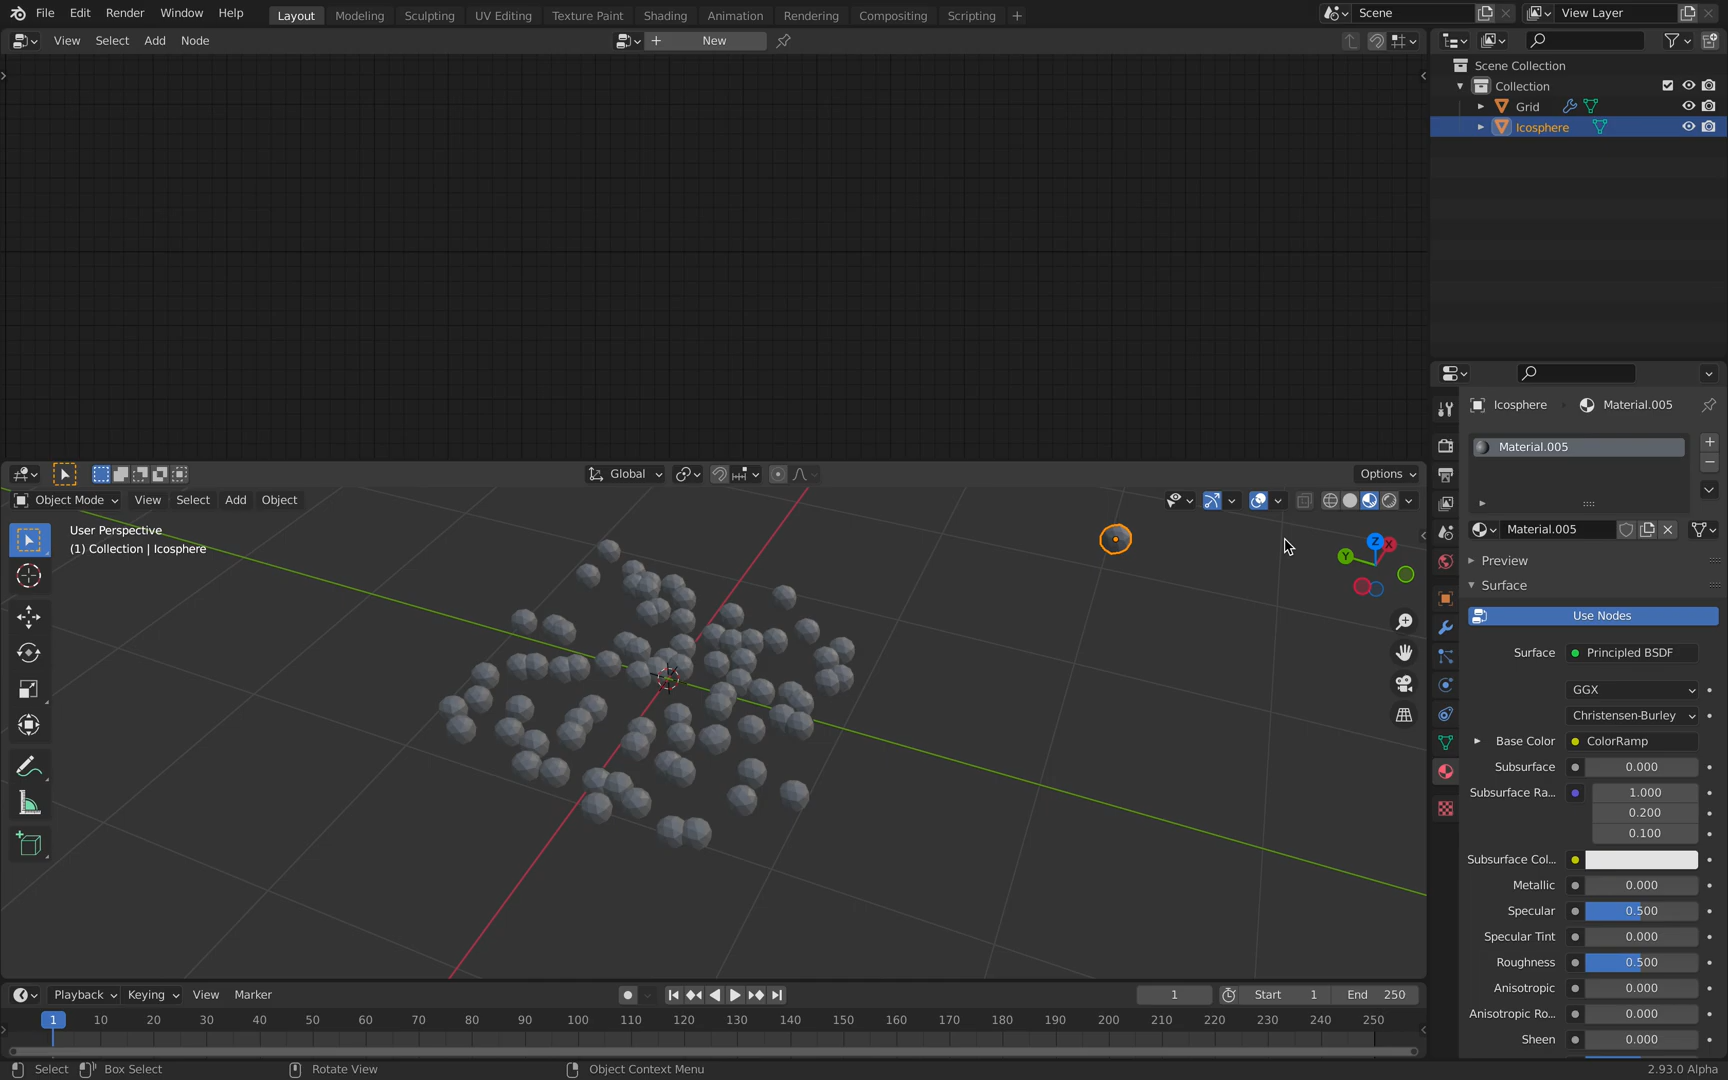 File Edit Render Window Help Layout Modeling Sculpting UV Editing Texture Paint Shading Animation Rendering Compositing Scripting + Scene View Layer
View Select Add Node + New
Scene Collection
Collection
Grid
Icosphere
Icosphere Material.005
Material.005
Global Options
Object Mode View Select Add Object
User Perspective
(1) Collection | Icosphere
X
Y
Z
Material.005
Preview
Surface
Use Nodes
Surface Principled BSDF
GGX
Christensen-Burley
Base Color ColorRamp
Subsurface 0.000
Subsurface Ra... 1.000
0.200
0.100
Subsurface Col...
Metallic 0.000
Specular 0.500
Specular Tint 0.000
Roughness 0.500
Anisotropic 0.000
Anisotropic Ro... 0.000
Sheen 0.000
Playback Keying View Marker 1 Start 1 End 250
1 10 20 30 40 50 60 70 80 90 100 110 120 130 140 150 160 170 180 190 200 210 220 230 240 250
Select Box Select Rotate View Object Context Menu 2.93.0 Alpha